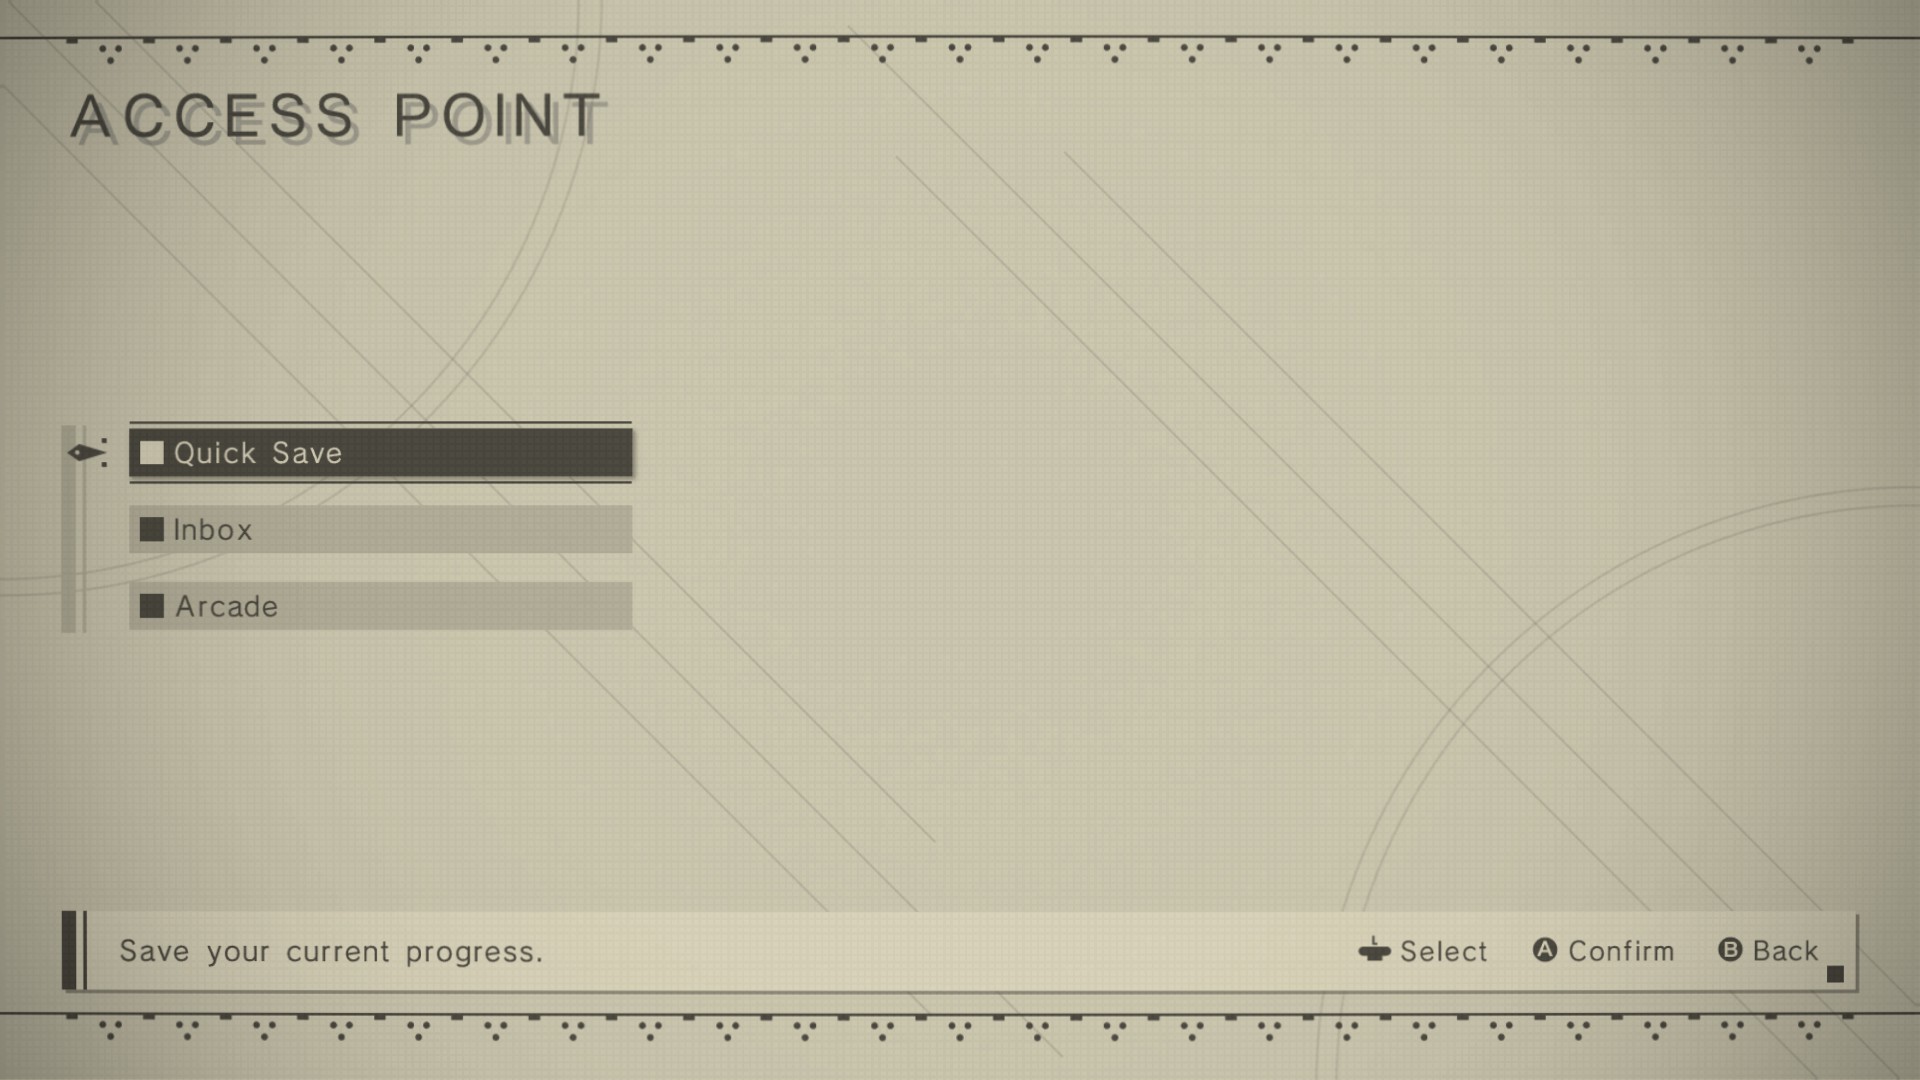 ACCESS POINT
Quick Save
Inbox
Arcade
Save your current progress.
L Select A Confirm B Back